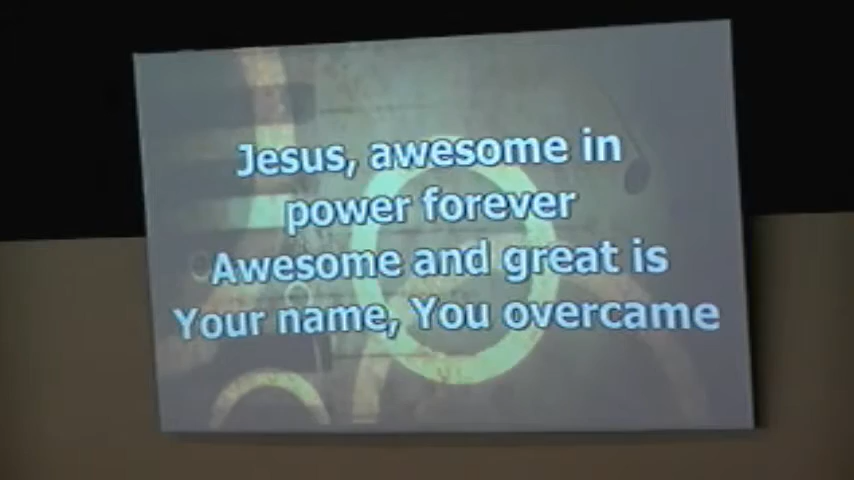 Jesus, awesome in
power forever
Awesome and great is
Your name, You overcame